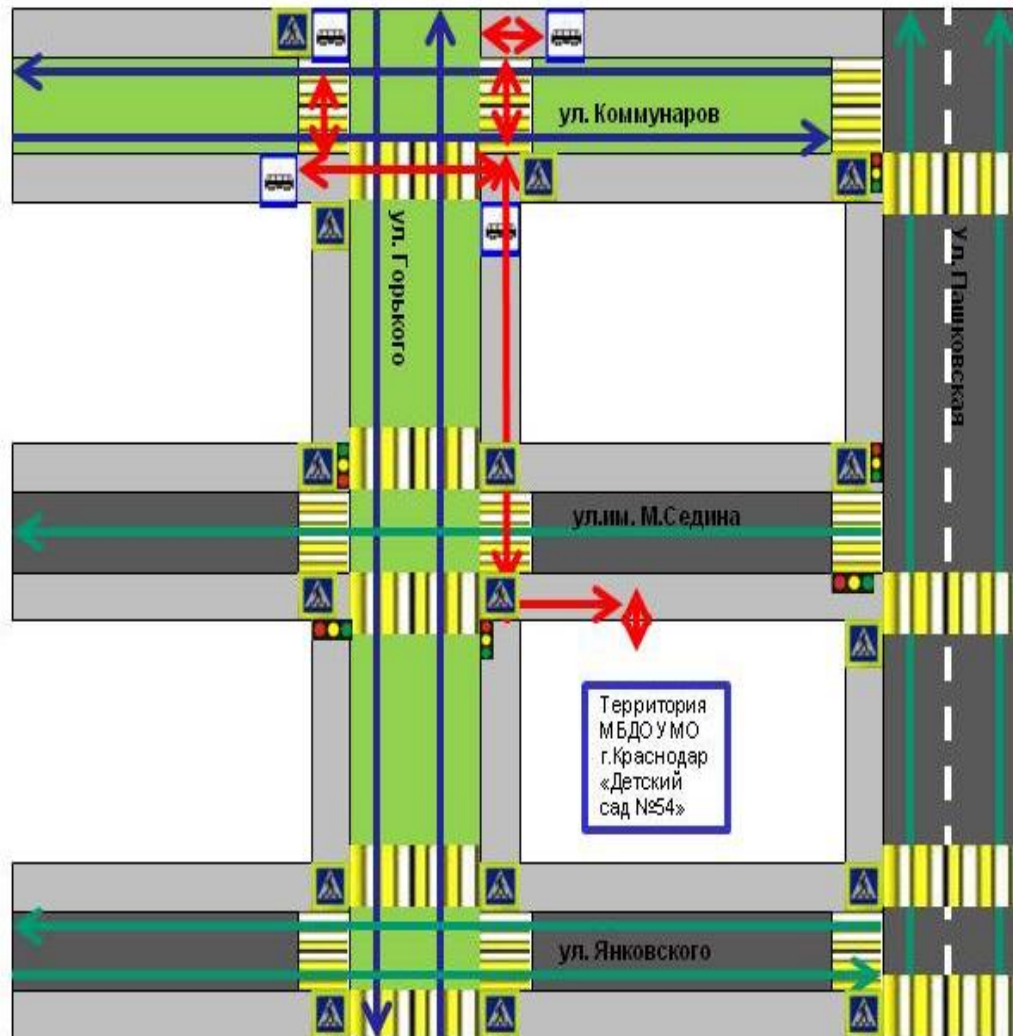 ул. Коммунаров
ул. Горького
Ул. Пашковская
ул.им. М.Седина
Территория
МБДОУ МО
г.Краснодар
«Детский
сад №54»
ул. Янковского